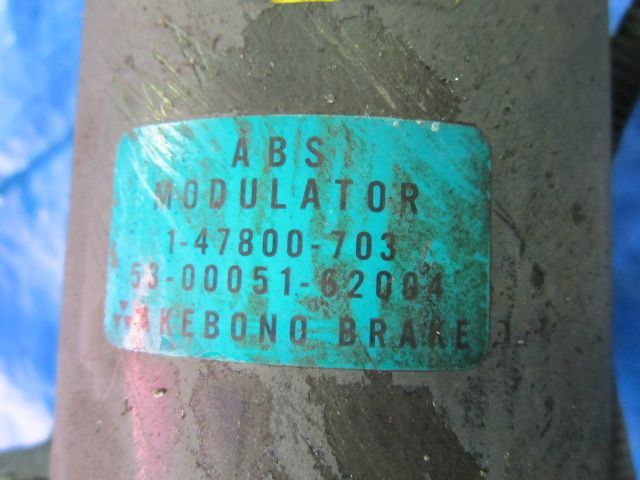 ABS
MODULATOR
1-47800-703
53-00051-62004
AKEBONO BRAKE